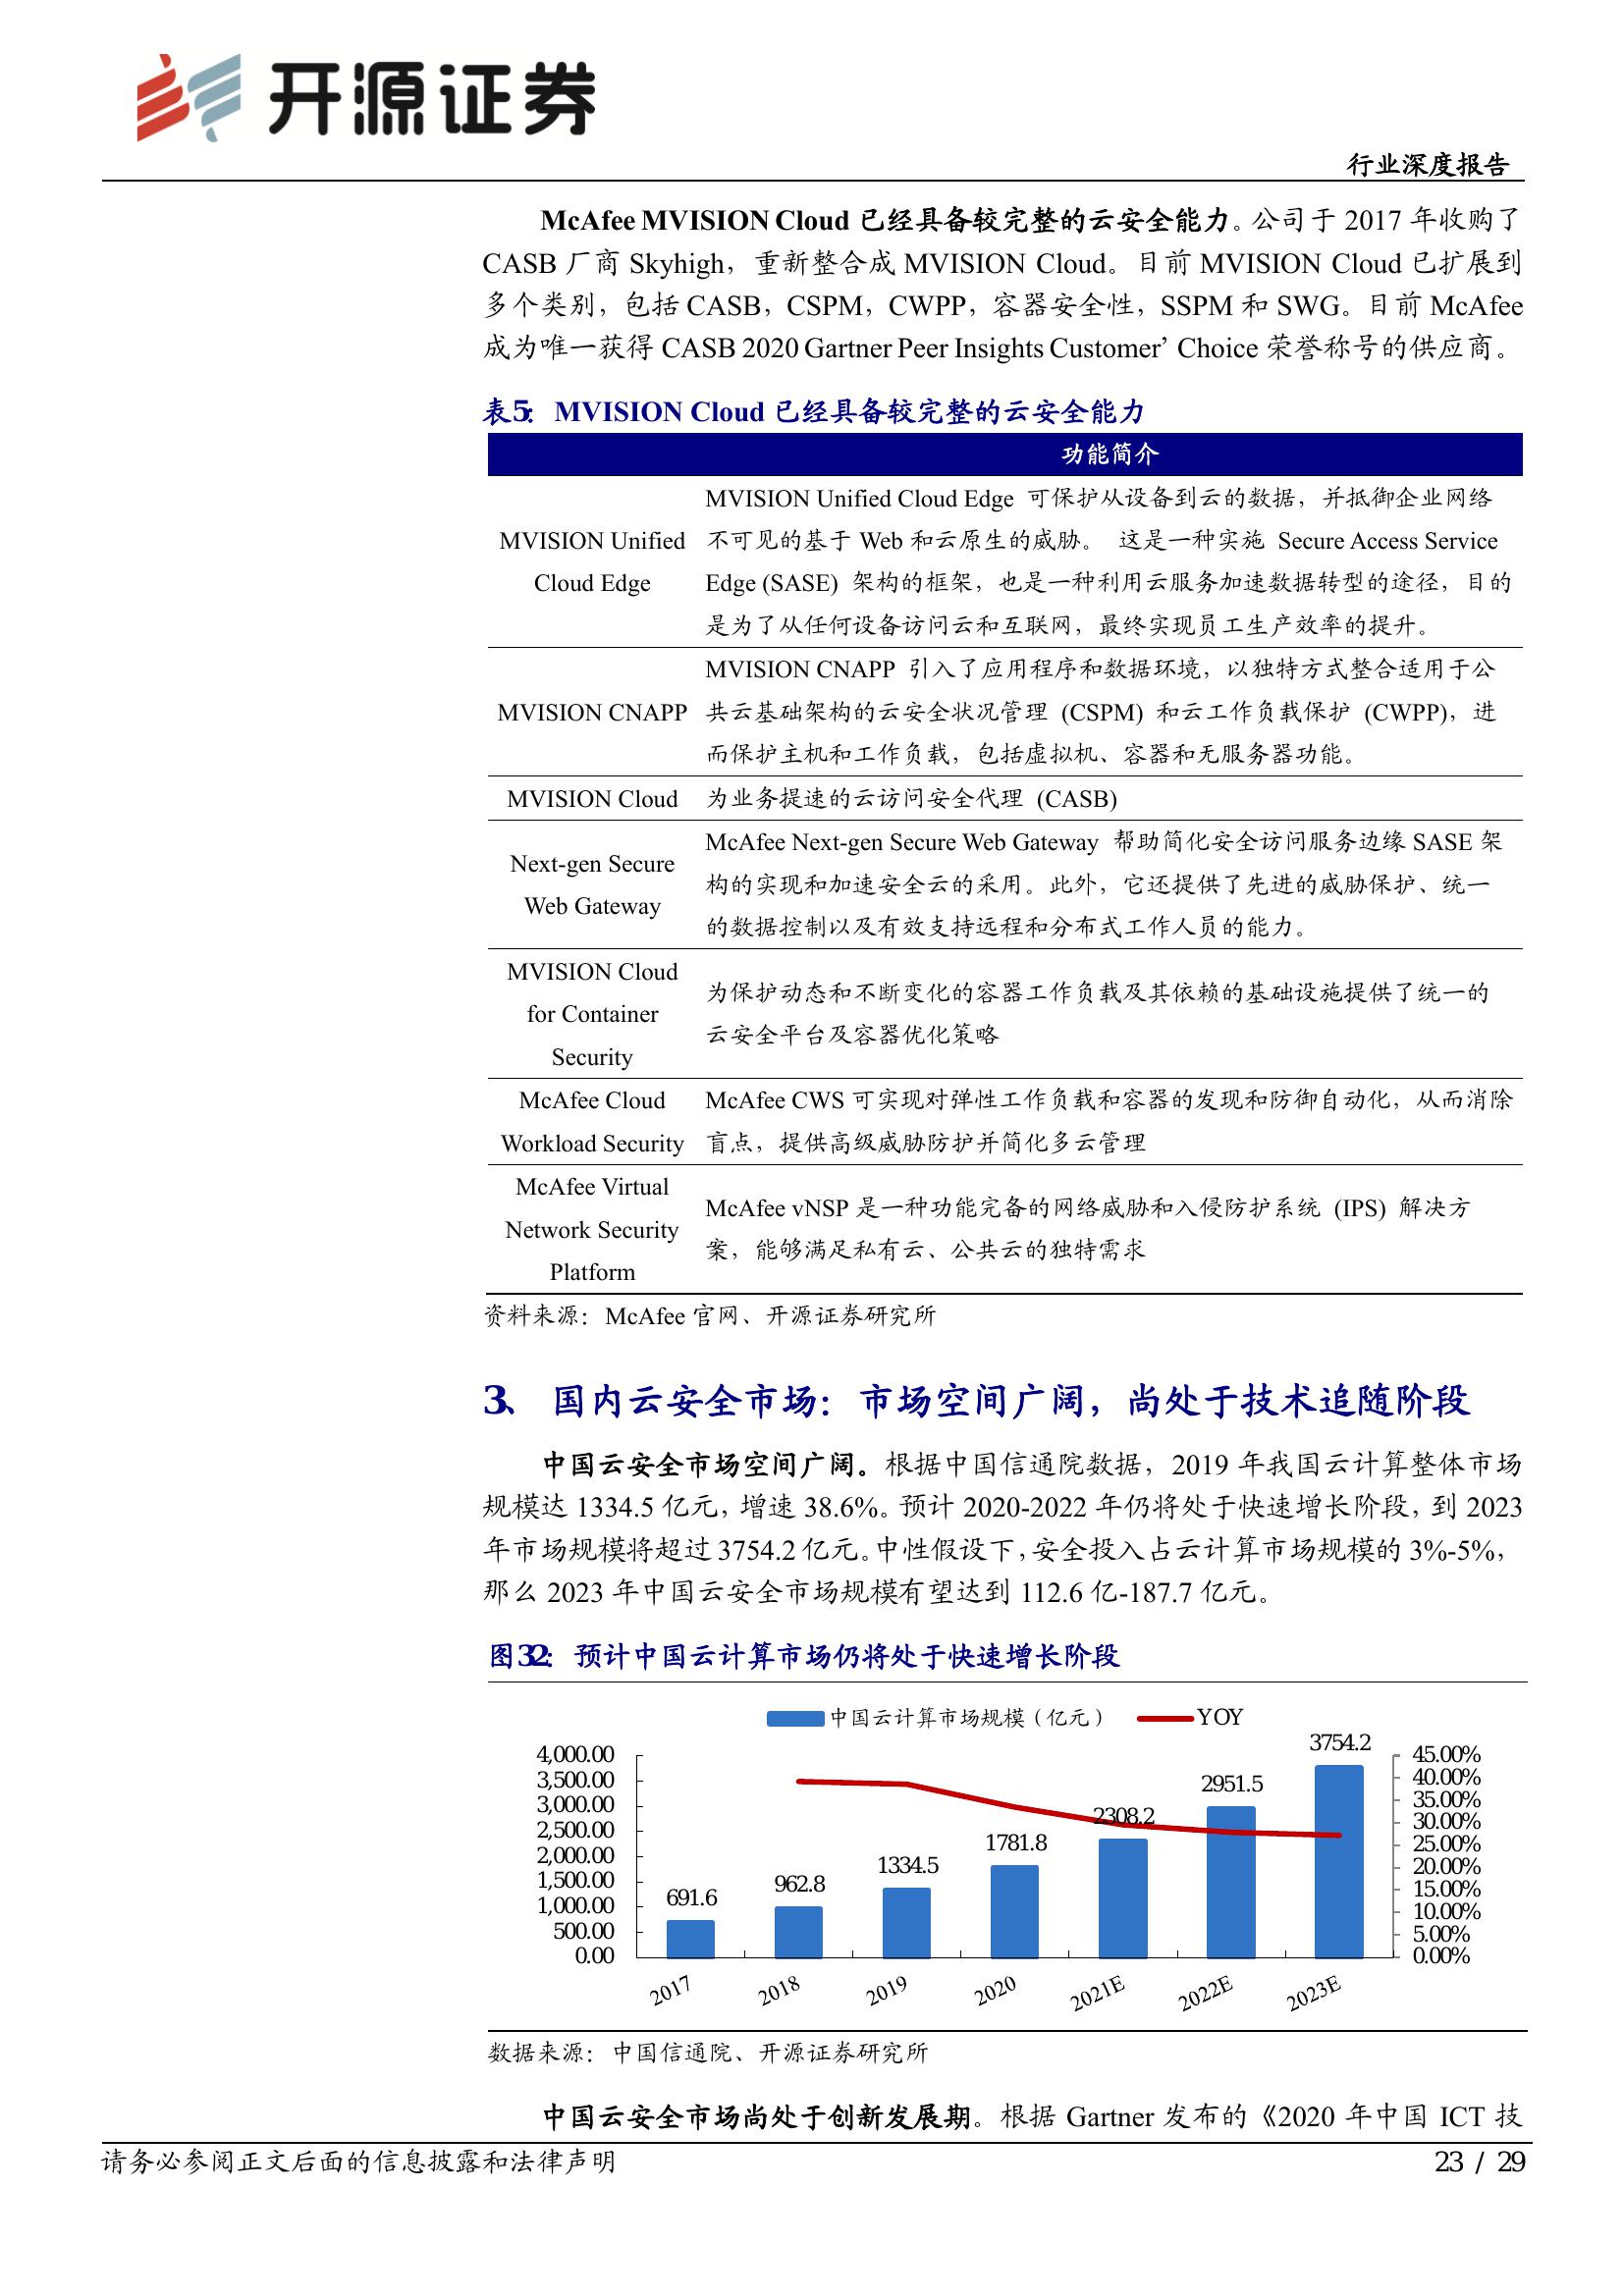 开源证券
行业深度报告
McAfee MVISION Cloud 已经具备较完整的云安全能力。公司于 2017 年收购了
CASB 厂商 Skyhigh，重新整合成 MVISION Cloud。目前 MVISION Cloud 已扩展到
多个类别，包括 CASB，CSPM，CWPP，容器安全性，SSPM 和 SWG。目前 McAfee
成为唯一获得 CASB 2020 Gartner Peer Insights Customer’ Choice 荣誉称号的供应商。
表5： MVISION Cloud 已经具备较完整的云安全能力
功能简介
MVISION Unified
Cloud Edge
MVISION Unified Cloud Edge 可保护从设备到云的数据，并抵御企业网络
不可见的基于 Web 和云原生的威胁。 这是一种实施 Secure Access Service
Edge (SASE) 架构的框架，也是一种利用云服务加速数据转型的途径，目的
是为了从任何设备访问云和互联网，最终实现员工生产效率的提升。
MVISION CNAPP
MVISION CNAPP 引入了应用程序和数据环境，以独特方式整合适用于公
共云基础架构的云安全状况管理 (CSPM) 和云工作负载保护 (CWPP)，进
而保护主机和工作负载，包括虚拟机、容器和无服务器功能。
MVISION Cloud
为业务提速的云访问安全代理 (CASB)
Next-gen Secure
Web Gateway
McAfee Next-gen Secure Web Gateway 帮助简化安全访问服务边缘 SASE 架
构的实现和加速安全云的采用。此外，它还提供了先进的威胁保护、统一
的数据控制以及有效支持远程和分布式工作人员的能力。
MVISION Cloud
for Container
Security
为保护动态和不断变化的容器工作负载及其依赖的基础设施提供了统一的
云安全平台及容器优化策略
McAfee Cloud
Workload Security
McAfee CWS 可实现对弹性工作负载和容器的发现和防御自动化，从而消除
盲点，提供高级威胁防护并简化多云管理
McAfee Virtual
Network Security
Platform
McAfee vNSP 是一种功能完备的网络威胁和入侵防护系统 (IPS) 解决方
案，能够满足私有云、公共云的独特需求
资料来源：McAfee 官网、开源证券研究所
3、 国内云安全市场：市场空间广阔，尚处于技术追随阶段
中国云安全市场空间广阔。根据中国信通院数据，2019 年我国云计算整体市场
规模达 1334.5 亿元，增速 38.6%。预计 2020-2022 年仍将处于快速增长阶段，到 2023
年市场规模将超过 3754.2 亿元。中性假设下，安全投入占云计算市场规模的 3%-5%，
那么 2023 年中国云安全市场规模有望达到 112.6 亿-187.7 亿元。
图32：预计中国云计算市场仍将处于快速增长阶段
中国云计算市场规模（亿元） YOY
4,000.00
3,500.00
3,000.00
2,500.00
2,000.00
1,500.00
1,000.00
500.00
0.00
691.6
962.8
1334.5
1781.8
2308.2
2951.5
3754.2
45.00%
40.00%
35.00%
30.00%
25.00%
20.00%
15.00%
10.00%
5.00%
0.00%
2017 2018 2019 2020 2021E 2022E 2023E
数据来源：中国信通院、开源证券研究所
中国云安全市场尚处于创新发展期。根据 Gartner 发布的《2020 年中国 ICT 技
请务必参阅正文后面的信息披露和法律声明
23 / 29